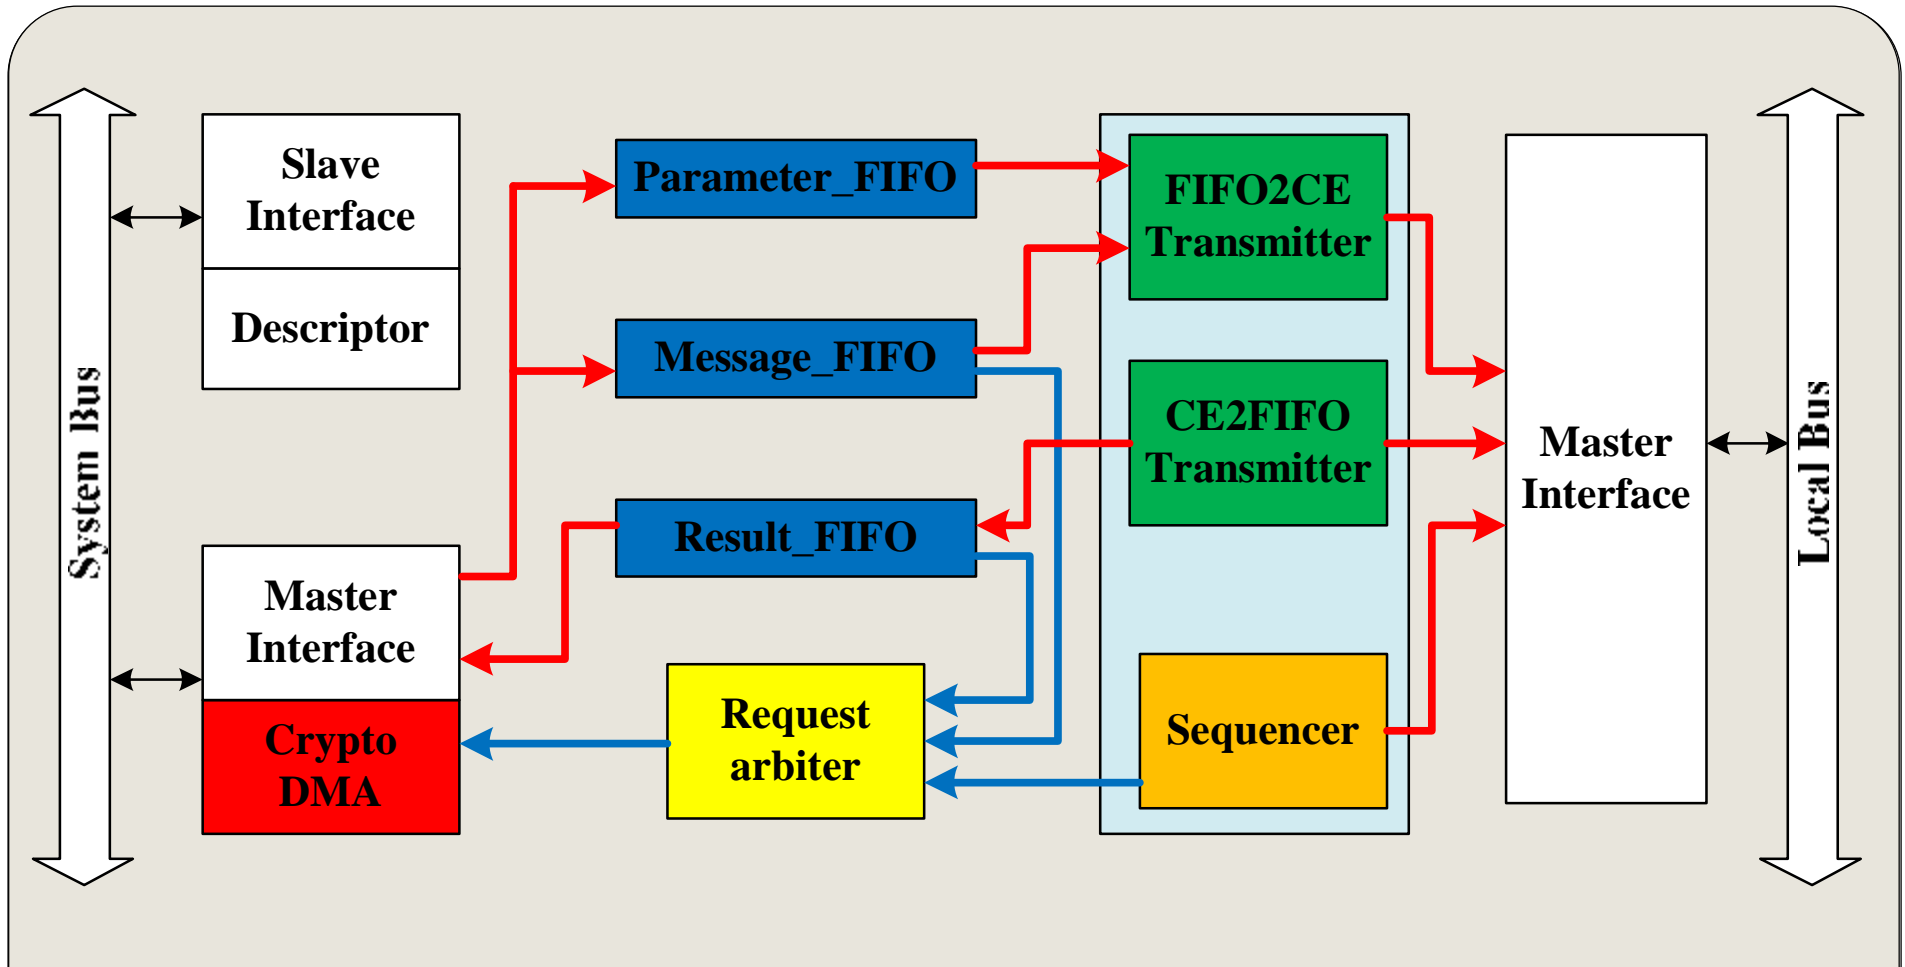 System Bus
Slave
Interface
Descriptor
Master
Interface
Crypto
DMA
Parameter_FIFO
Message_FIFO
Result_FIFO
Request
arbiter
FIFO2CE
Transmitter
CE2FIFO
Transmitter
Sequencer
Master
Interface
Local Bus